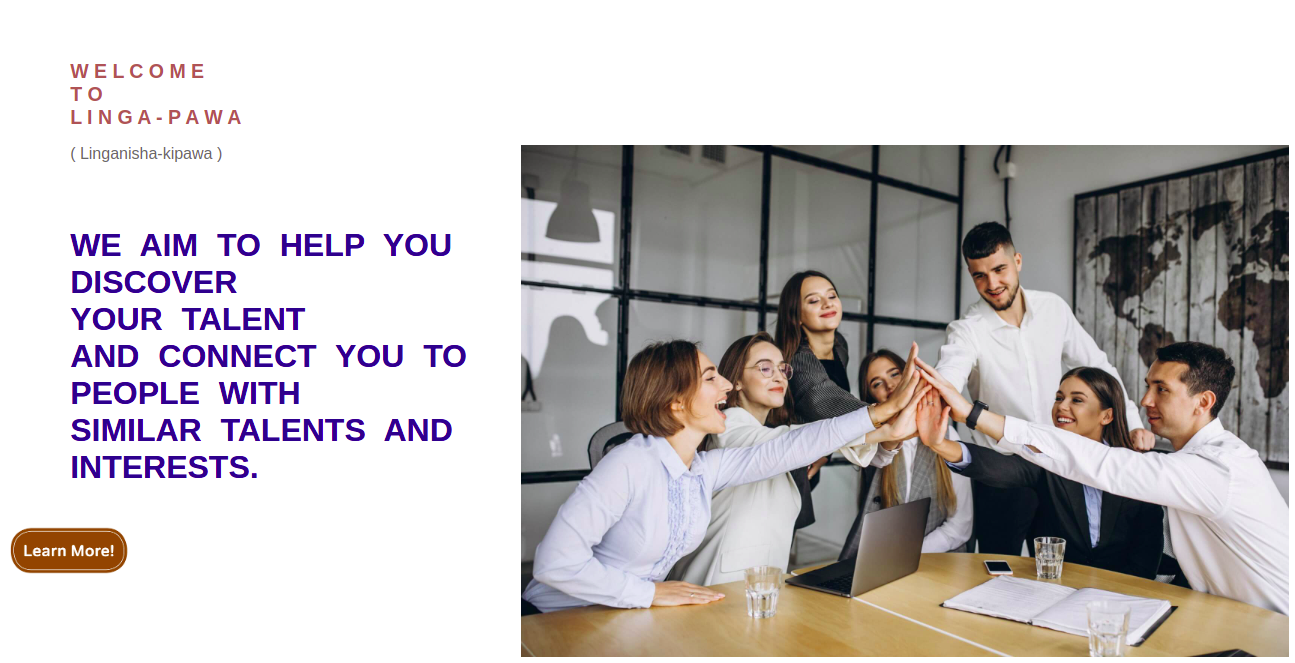 WELCOME
TO
LINGA-PAWA
( Linganisha-kipawa )
WE AIM TO HELP YOU
DISCOVER
YOUR TALENT
AND CONNECT YOU TO
PEOPLE WITH
SIMILAR TALENTS AND
INTERESTS.
Learn More!